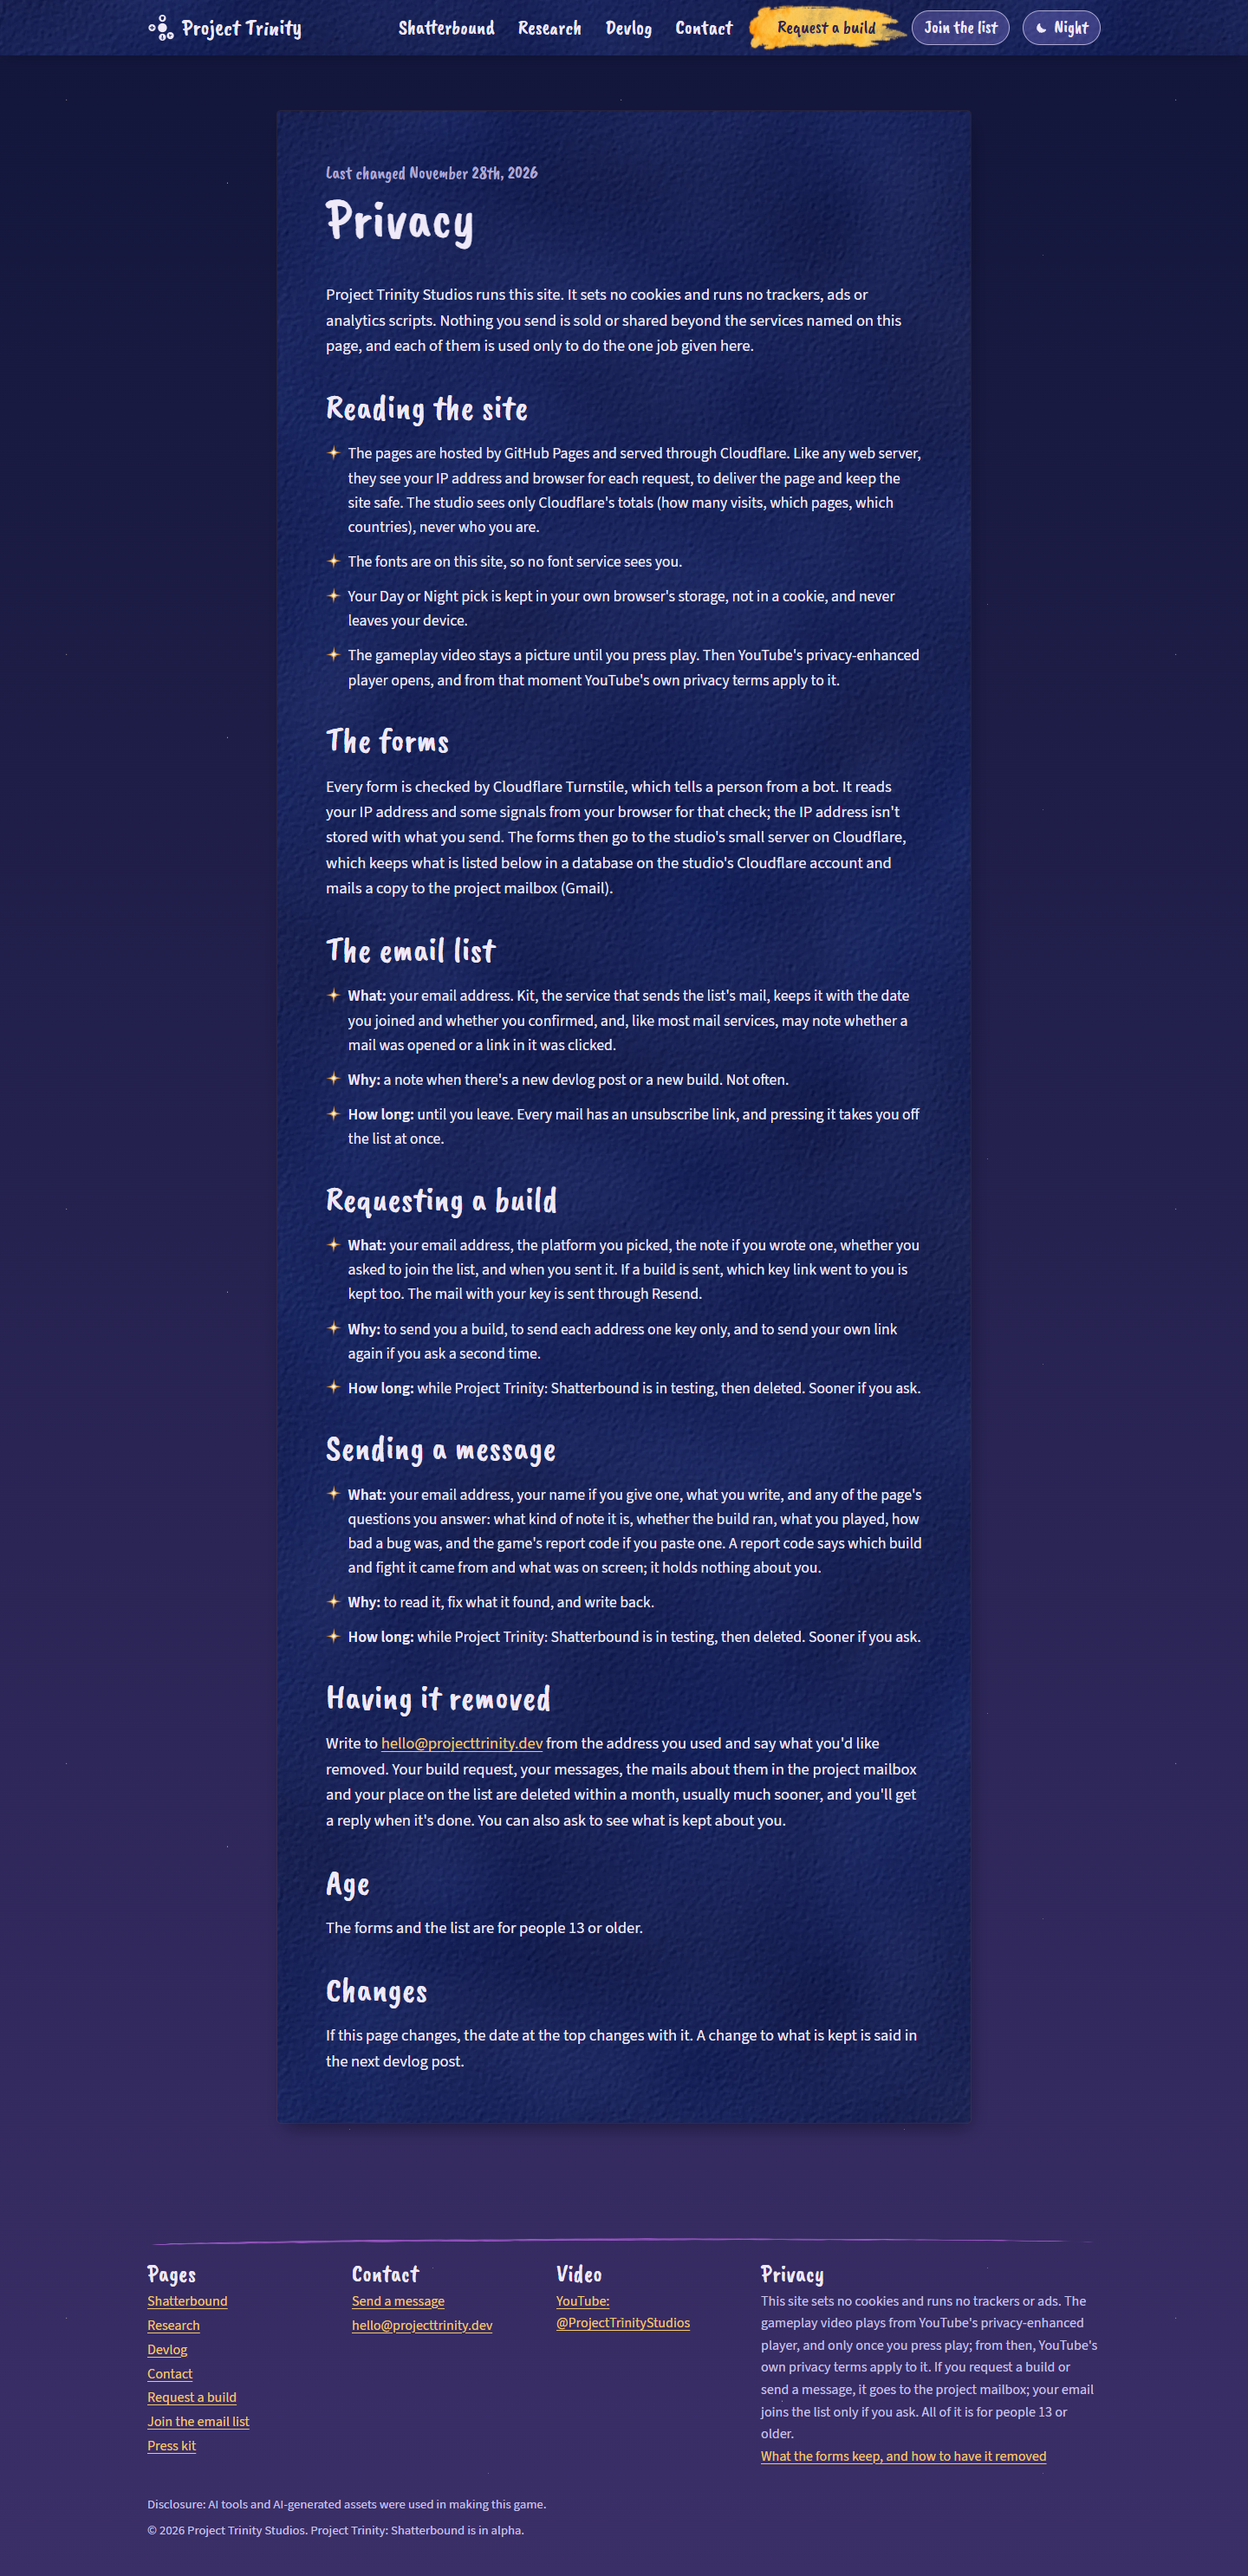 Project Trinity
Shatterbound
Research
Devlog
Contact
Request a build
Join the list
Night
Last changed November 28th, 2026
Privacy
Project Trinity Studios runs this site. It sets no cookies and runs no trackers, ads or
analytics scripts. Nothing you send is sold or shared beyond the services named on this
page, and each of them is used only to do the one job given here.
Reading the site
The pages are hosted by GitHub Pages and served through Cloudflare. Like any web server,
they see your IP address and browser for each request, to deliver the page and keep the
site safe. The studio sees only Cloudflare's totals (how many visits, which pages, which
countries), never who you are.
The fonts are on this site, so no font service sees you.
Your Day or Night pick is kept in your own browser's storage, not in a cookie, and never
leaves your device.
The gameplay video stays a picture until you press play. Then YouTube's privacy-enhanced
player opens, and from that moment YouTube's own privacy terms apply to it.
The forms
Every form is checked by Cloudflare Turnstile, which tells a person from a bot. It reads
your IP address and some signals from your browser for that check; the IP address isn't
stored with what you send. The forms then go to the studio's small server on Cloudflare,
which keeps what is listed below in a database on the studio's Cloudflare account and
mails a copy to the project mailbox (Gmail).
The email list
What: your email address. Kit, the service that sends the list's mail, keeps it with the date
you joined and whether you confirmed, and, like most mail services, may note whether a
mail was opened or a link in it was clicked.
Why: a note when there's a new devlog post or a new build. Not often.
How long: until you leave. Every mail has an unsubscribe link, and pressing it takes you off
the list at once.
Requesting a build
What: your email address, the platform you picked, the note if you wrote one, whether you
asked to join the list, and when you sent it. If a build is sent, which key link went to you is
kept too. The mail with your key is sent through Resend.
Why: to send you a build, to send each address one key only, and to send your own link
again if you ask a second time.
How long: while Project Trinity: Shatterbound is in testing, then deleted. Sooner if you ask.
Sending a message
What: your email address, your name if you give one, what you write, and any of the page's
questions you answer: what kind of note it is, whether the build ran, what you played, how
bad a bug was, and the game's report code if you paste one. A report code says which build
and fight it came from and what was on screen; it holds nothing about you.
Why: to read it, fix what it found, and write back.
How long: while Project Trinity: Shatterbound is in testing, then deleted. Sooner if you ask.
Having it removed
Write to hello@projecttrinity.dev from the address you used and say what you'd like
removed. Your build request, your messages, the mails about them in the project mailbox
and your place on the list are deleted within a month, usually much sooner, and you'll get
a reply when it's done. You can also ask to see what is kept about you.
Age
The forms and the list are for people 13 or older.
Changes
If this page changes, the date at the top changes with it. A change to what is kept is said in
the next devlog post.
Pages
Shatterbound
Research
Devlog
Contact
Request a build
Join the email list
Press kit
Contact
Send a message
hello@projecttrinity.dev
Video
YouTube:
@ProjectTrinityStudios
Privacy
This site sets no cookies and runs no trackers or ads. The
gameplay video plays from YouTube's privacy-enhanced
player, and only once you press play; from then, YouTube's
own privacy terms apply to it. If you request a build or
send a message, it goes to the project mailbox; your email
joins the list only if you ask. All of it is for people 13 or
older.
What the forms keep, and how to have it removed
Disclosure: AI tools and AI-generated assets were used in making this game.
© 2026 Project Trinity Studios. Project Trinity: Shatterbound is in alpha.